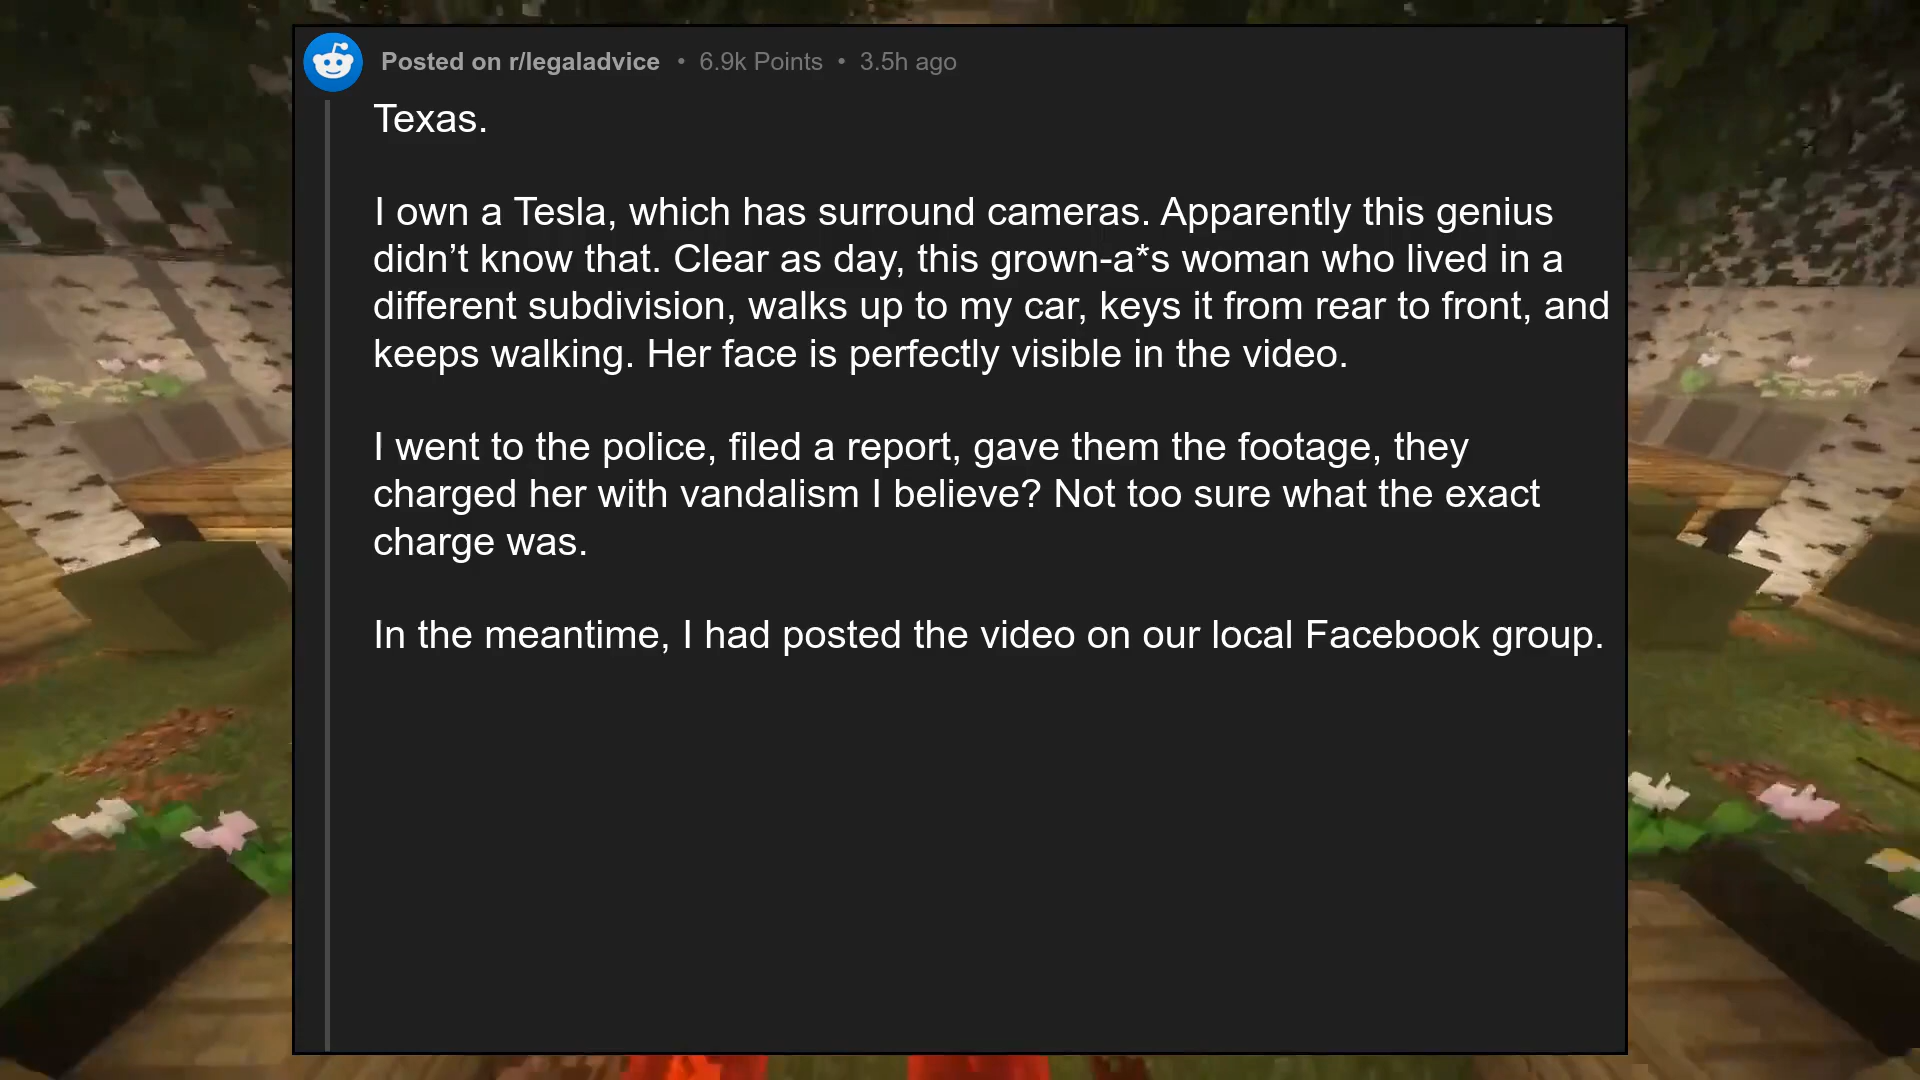 Posted on r/legaladvice • 6.9k Points • 3.5h ago
Texas.
I own a Tesla, which has surround cameras. Apparently this genius
didn’t know that. Clear as day, this grown-a*s woman who lived in a
different subdivision, walks up to my car, keys it from rear to front, and
keeps walking. Her face is perfectly visible in the video.
I went to the police, filed a report, gave them the footage, they
charged her with vandalism I believe? Not too sure what the exact
charge was.
In the meantime, I had posted the video on our local Facebook group.